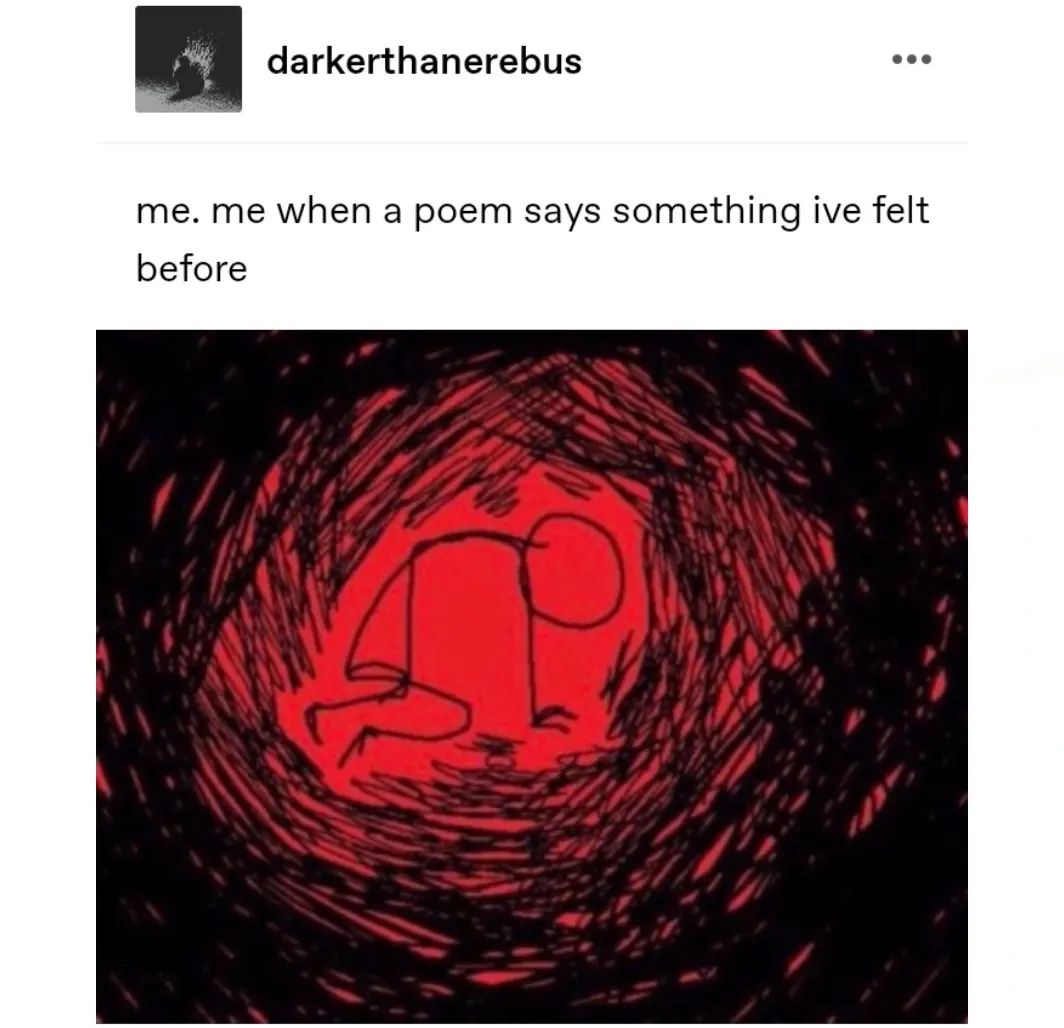 darkerthanerebus
me. me when a poem says something ive felt
before